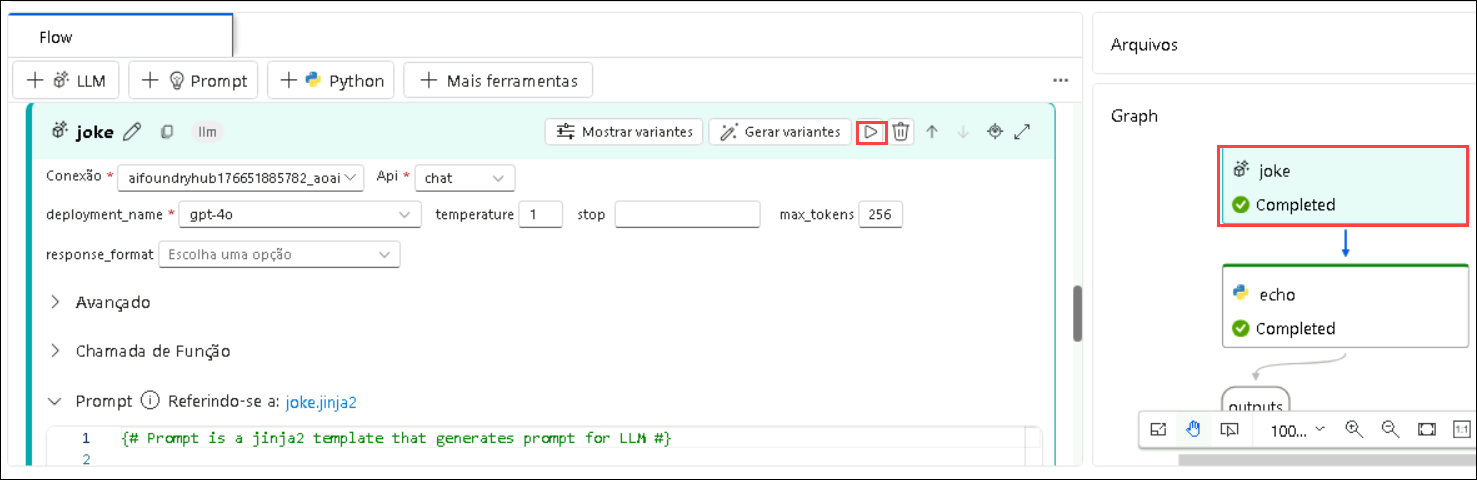 Flow
LLM
Prompt
Python
Mais ferramentas
...
joke
llm
Mostrar variantes
Gerar variantes
Conexão *
aifoundryhub176651885782_aoai
Api *
chat
deployment_name *
gpt-4o
temperature
1
stop
max_tokens
256
response_format
Escolha uma opção
Avançado
Chamada de Função
Prompt
Referindo-se a: joke.jinja2
1 {# Prompt is a jinja2 template that generates prompt for LLM #}
2
Arquivos
Graph
joke
Completed
echo
Completed
outputs
100...
1:1